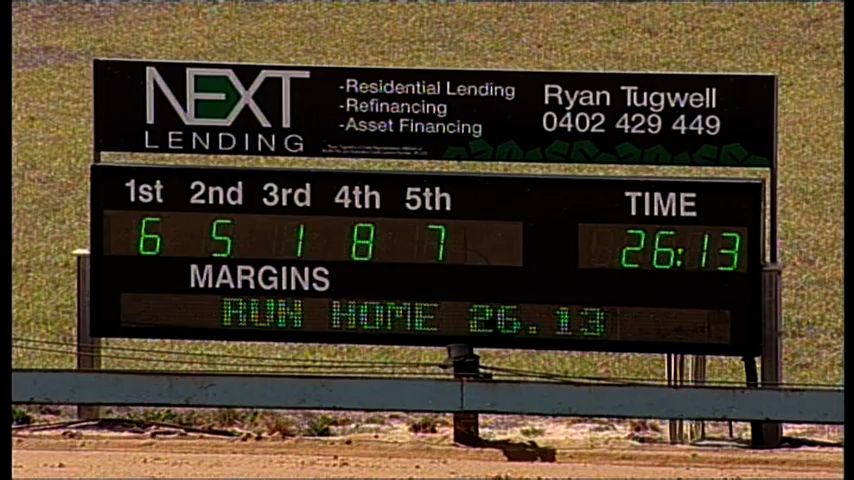 NEXT
LENDING
-Residential Lending
-Refinancing
-Asset Financing
Ryan Tugwell
0402 429 449
1st 2nd 3rd 4th 5th TIME
6 5 1 8 7 26:13
MARGINS
RUN HOME 26.13